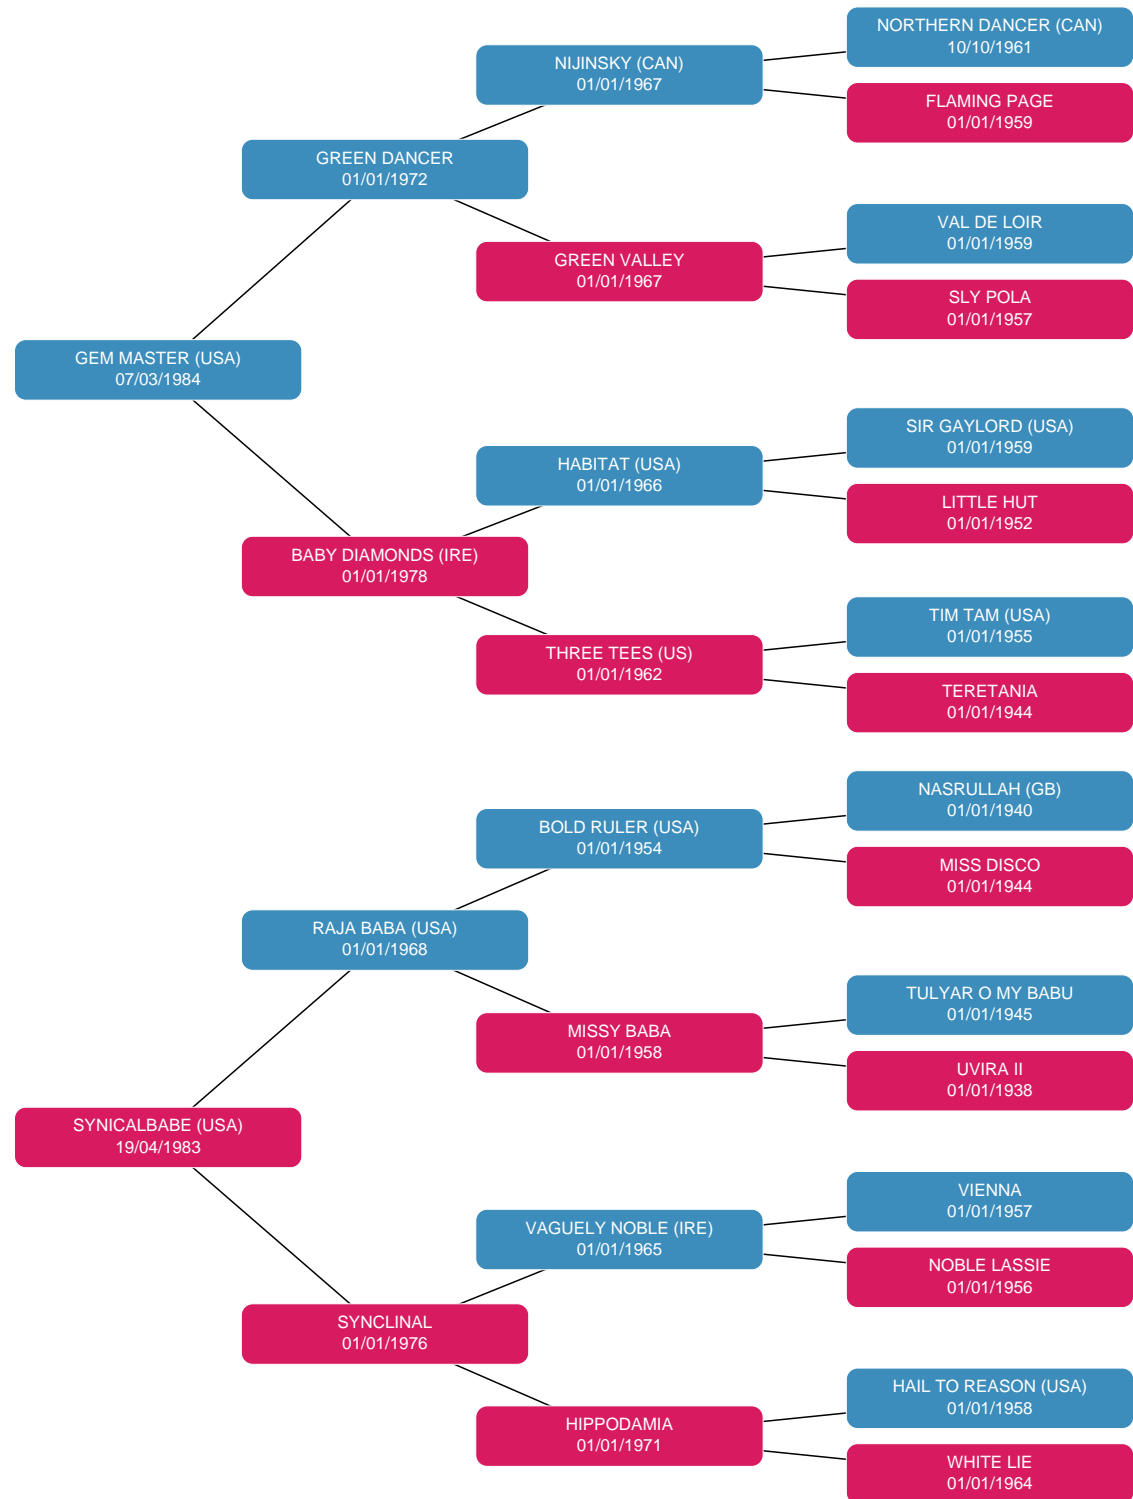 NORTHERN DANCER (CAN)
10/10/1961
NIJINSKY (CAN)
01/01/1967
FLAMING PAGE
01/01/1959
GREEN DANCER
01/01/1972
VAL DE LOIR
01/01/1959
GREEN VALLEY
01/01/1967
SLY POLA
01/01/1957
GEM MASTER (USA)
07/03/1984
SIR GAYLORD (USA)
01/01/1959
HABITAT (USA)
01/01/1966
LITTLE HUT
01/01/1952
BABY DIAMONDS (IRE)
01/01/1978
TIM TAM (USA)
01/01/1955
THREE TEES (US)
01/01/1962
TERETANIA
01/01/1944
NASRULLAH (GB)
01/01/1940
BOLD RULER (USA)
01/01/1954
MISS DISCO
01/01/1944
RAJA BABA (USA)
01/01/1968
TULYAR O MY BABU
01/01/1945
MISSY BABA
01/01/1958
UVIRA II
01/01/1938
SYNICALBABE (USA)
19/04/1983
VIENNA
01/01/1957
VAGUELY NOBLE (IRE)
01/01/1965
NOBLE LASSIE
01/01/1956
SYNCLINAL
01/01/1976
HAIL TO REASON (USA)
01/01/1958
HIPPODAMIA
01/01/1971
WHITE LIE
01/01/1964